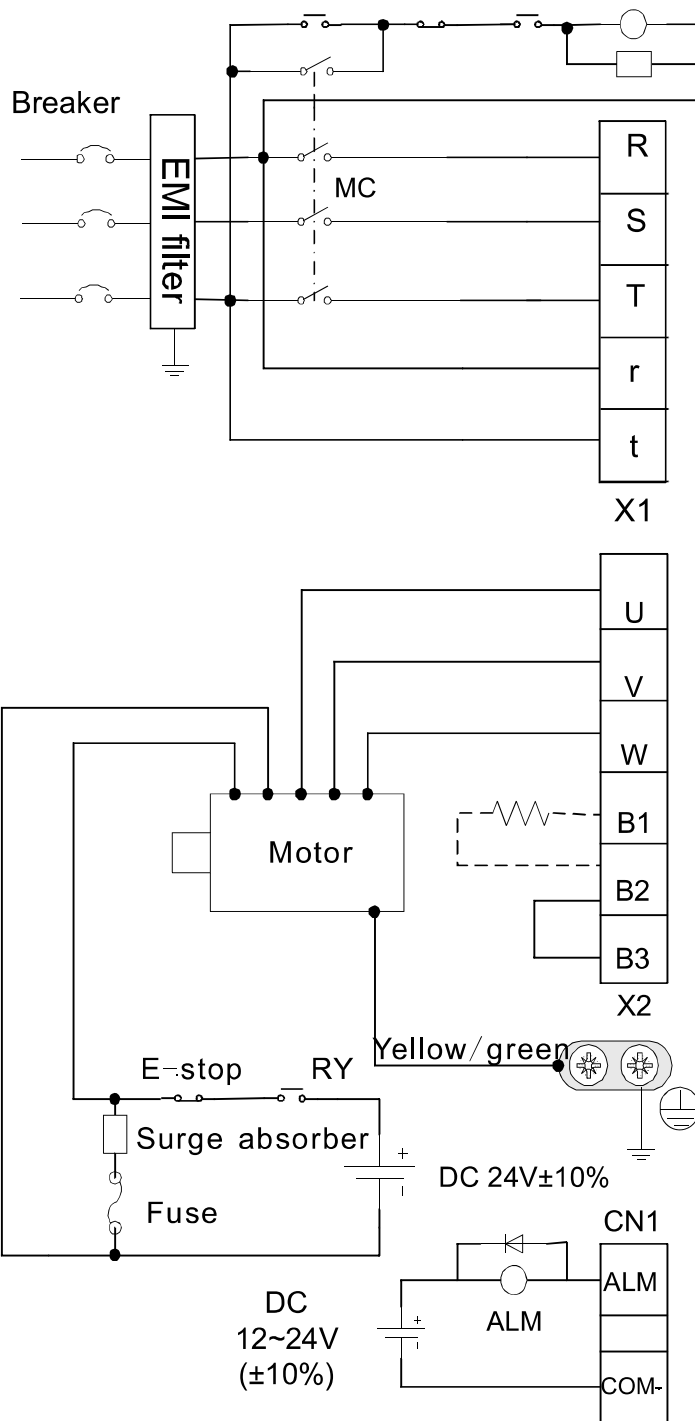 Breaker
EMI filter
MC
R
S
T
r
t
X1
U
V
W
B1
B2
B3
X2
Motor
Yellow/green
E-stop
RY
Surge absorber
Fuse
DC 24V±10%
CN1
ALM
ALM
DC
12~24V
(±10%)
COM-